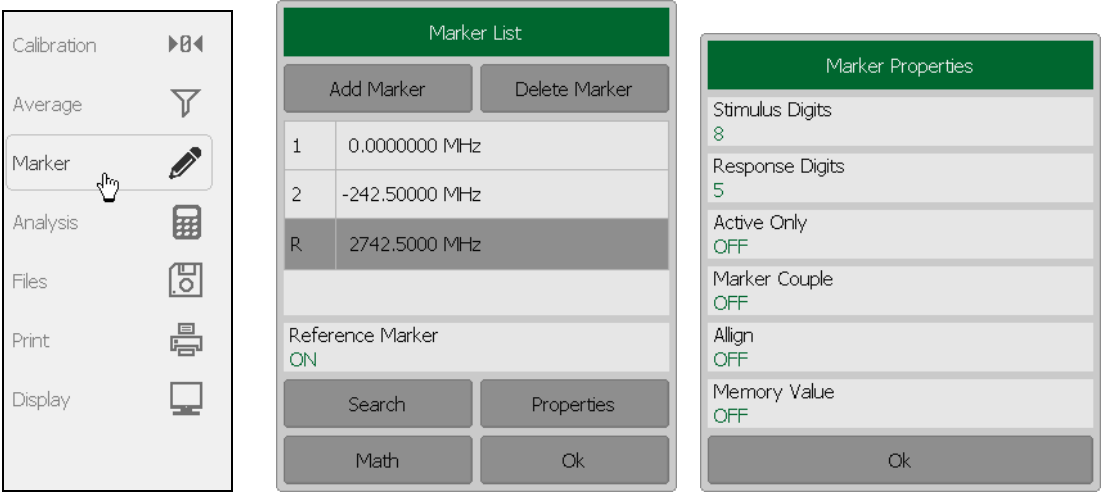 Calibration
Average
Marker
Analysis
Files
Print
Display
Marker List
Add Marker Delete Marker
1 0.0000000 MHz
2 -242.50000 MHz
R 2742.5000 MHz
Reference Marker
ON
Search Properties
Math Ok
Marker Properties
Stimulus Digits
8
Response Digits
5
Active Only
OFF
Marker Couple
OFF
Allign
OFF
Memory Value
OFF
Ok